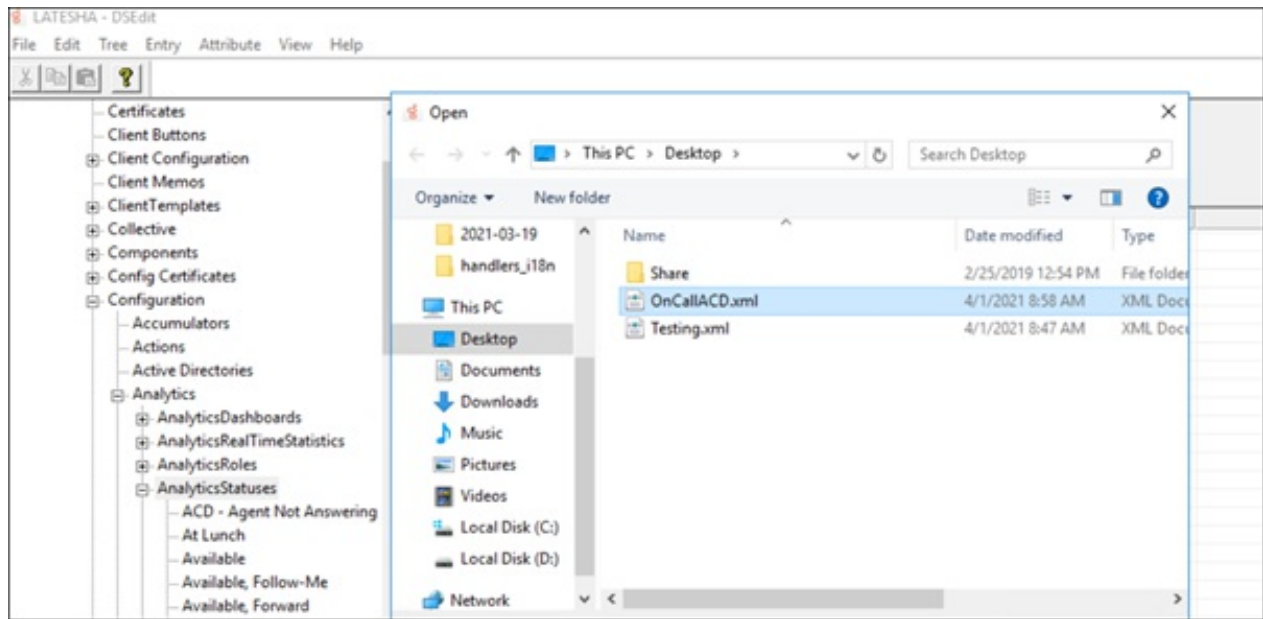 LATESHA - DSEdit
File Edit Tree Entry Attribute View Help
Certificates
Client Buttons
Client Configuration
Client Memos
ClientTemplates
Collective
Components
Config Certificates
Configuration
Accumulators
Actions
Active Directories
Analytics
AnalyticsDashboards
AnalyticsRealTimeStatistics
AnalyticsRoles
AnalyticsStatuses
ACD - Agent Not Answering
At Lunch
Available
Available, Follow-Me
Available, Forward
Open
This PC > Desktop >
Search Desktop
Organize New folder
2021-03-19
handlers_i18n
This PC
Desktop
Documents
Downloads
Music
Pictures
Videos
Local Disk (C:)
Local Disk (D:)
Network
Name Date modified Type
Share 2/25/2019 12:54 PM File folder
OnCallACD.xml 4/1/2021 8:58 AM XML Docu
Testing.xml 4/1/2021 8:47 AM XML Docu